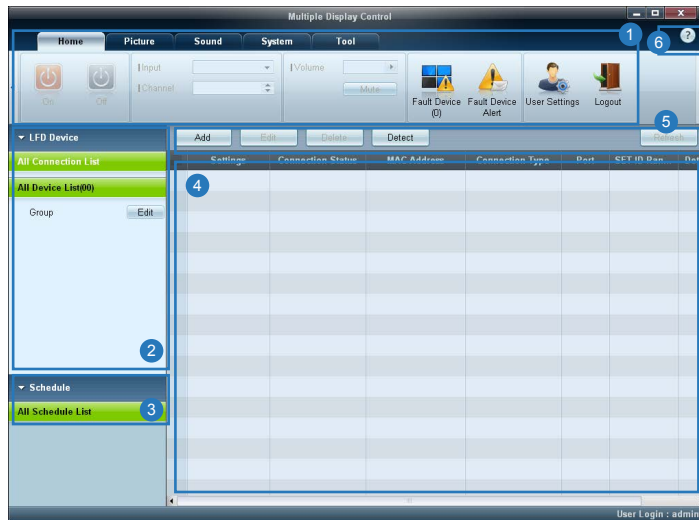 Multiple Display Control
Home Picture Sound System Tool 1 6 ?
Input Volume
Channel Mute
On Off Fault Device (0) Fault Device Alert User Settings Logout
5
LFD Device Add Edit Delete Detect Refresh
All Connection List Settings Connection Status MAC Address Connection Type Port SET ID Ran Det
All Device List(00) 4
Group Edit
2
Schedule
All Schedule List 3
User Login : admin